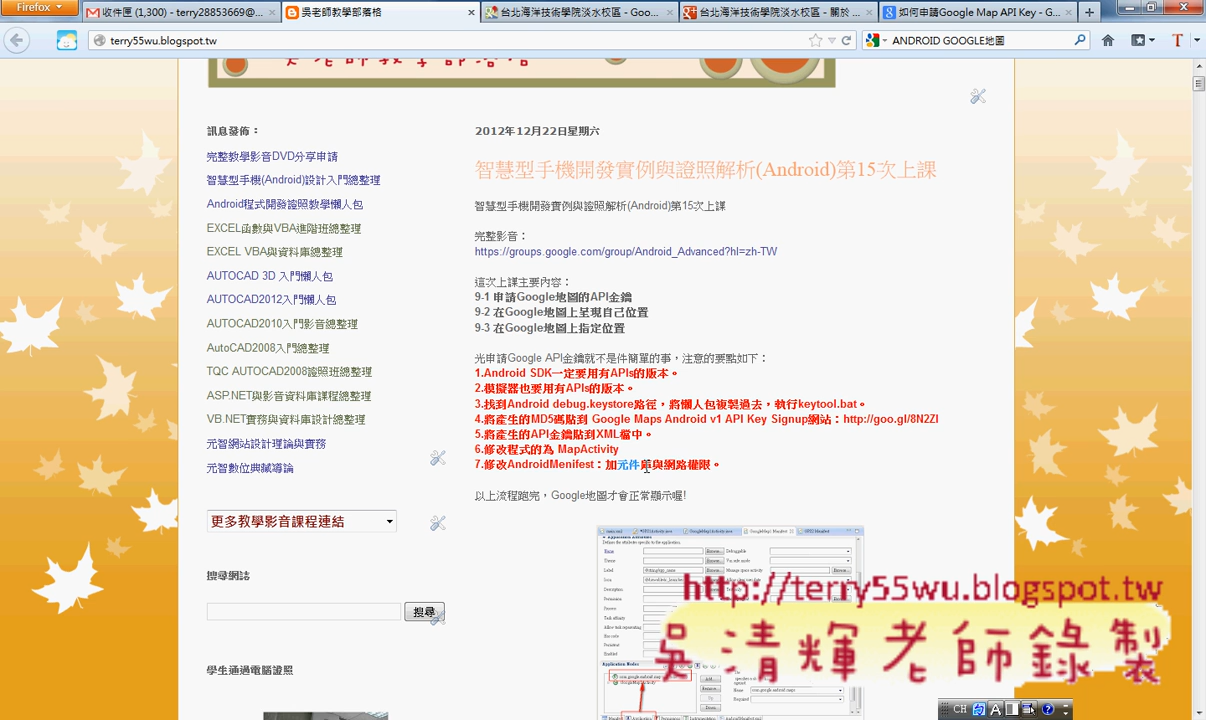 Firefox
收件匣 (1,300) - terry28853669@...
吳老師教學部落格
台北海洋技術學院淡水校區 - Goo...
台北海洋技術學院淡水校區 - 關於 ...
如何申請Google Map API Key - G...
terry55wu.blogspot.tw
ANDROID GOOGLE地圖
訊息發佈：
完整教學影音DVD分享申請
智慧型手機(Android)設計入門總整理
Android程式開發證照教學懶人包
EXCEL函數與VBA進階班總整理
EXCEL VBA與資料庫總整理
AUTOCAD 3D 入門懶人包
AUTOCAD2012入門懶人包
AUTOCAD2010入門影音總整理
AutoCAD2008入門總整理
TQC AUTOCAD2008證照班總整理
ASP.NET與影音資料庫課程總整理
VB.NET實務與資料庫設計總整理
元智網站設計理論與實務
元智數位典藏導論
更多教學影音課程連結
搜尋網誌
搜尋
學生通過電腦證照
2012年12月22日星期六
智慧型手機開發實例與證照解析(Android)第15次上課
智慧型手機開發實例與證照解析(Android)第15次上課
完整影音：
https://groups.google.com/group/Android_Advanced?hl=zh-TW
這次上課主要內容：
9-1 申請Google地圖的API金鑰
9-2 在Google地圖上呈現自己位置
9-3 在Google地圖上指定位置
光申請Google API金鑰就不是件簡單的事，注意的要點如下：
1.Android SDK一定要用有APIs的版本。
2.模擬器也要用有APIs的版本。
3.找到Android debug.keystore路徑，將懶人包複製過去，執行keytool.bat。
4.將產生的MD5碼貼到 Google Maps Android v1 API Key Signup網站：http://goo.gl/8N2ZI
5.將產生的API金鑰貼到XML檔中。
6.修改程式的為 MapActivity
7.修改AndroidMenifest：加元件庫與網路權限。
以上流程跑完，Google地圖才會正常顯示喔!
http://terry55wu.blogspot.tw
吳清輝老師錄製
CH